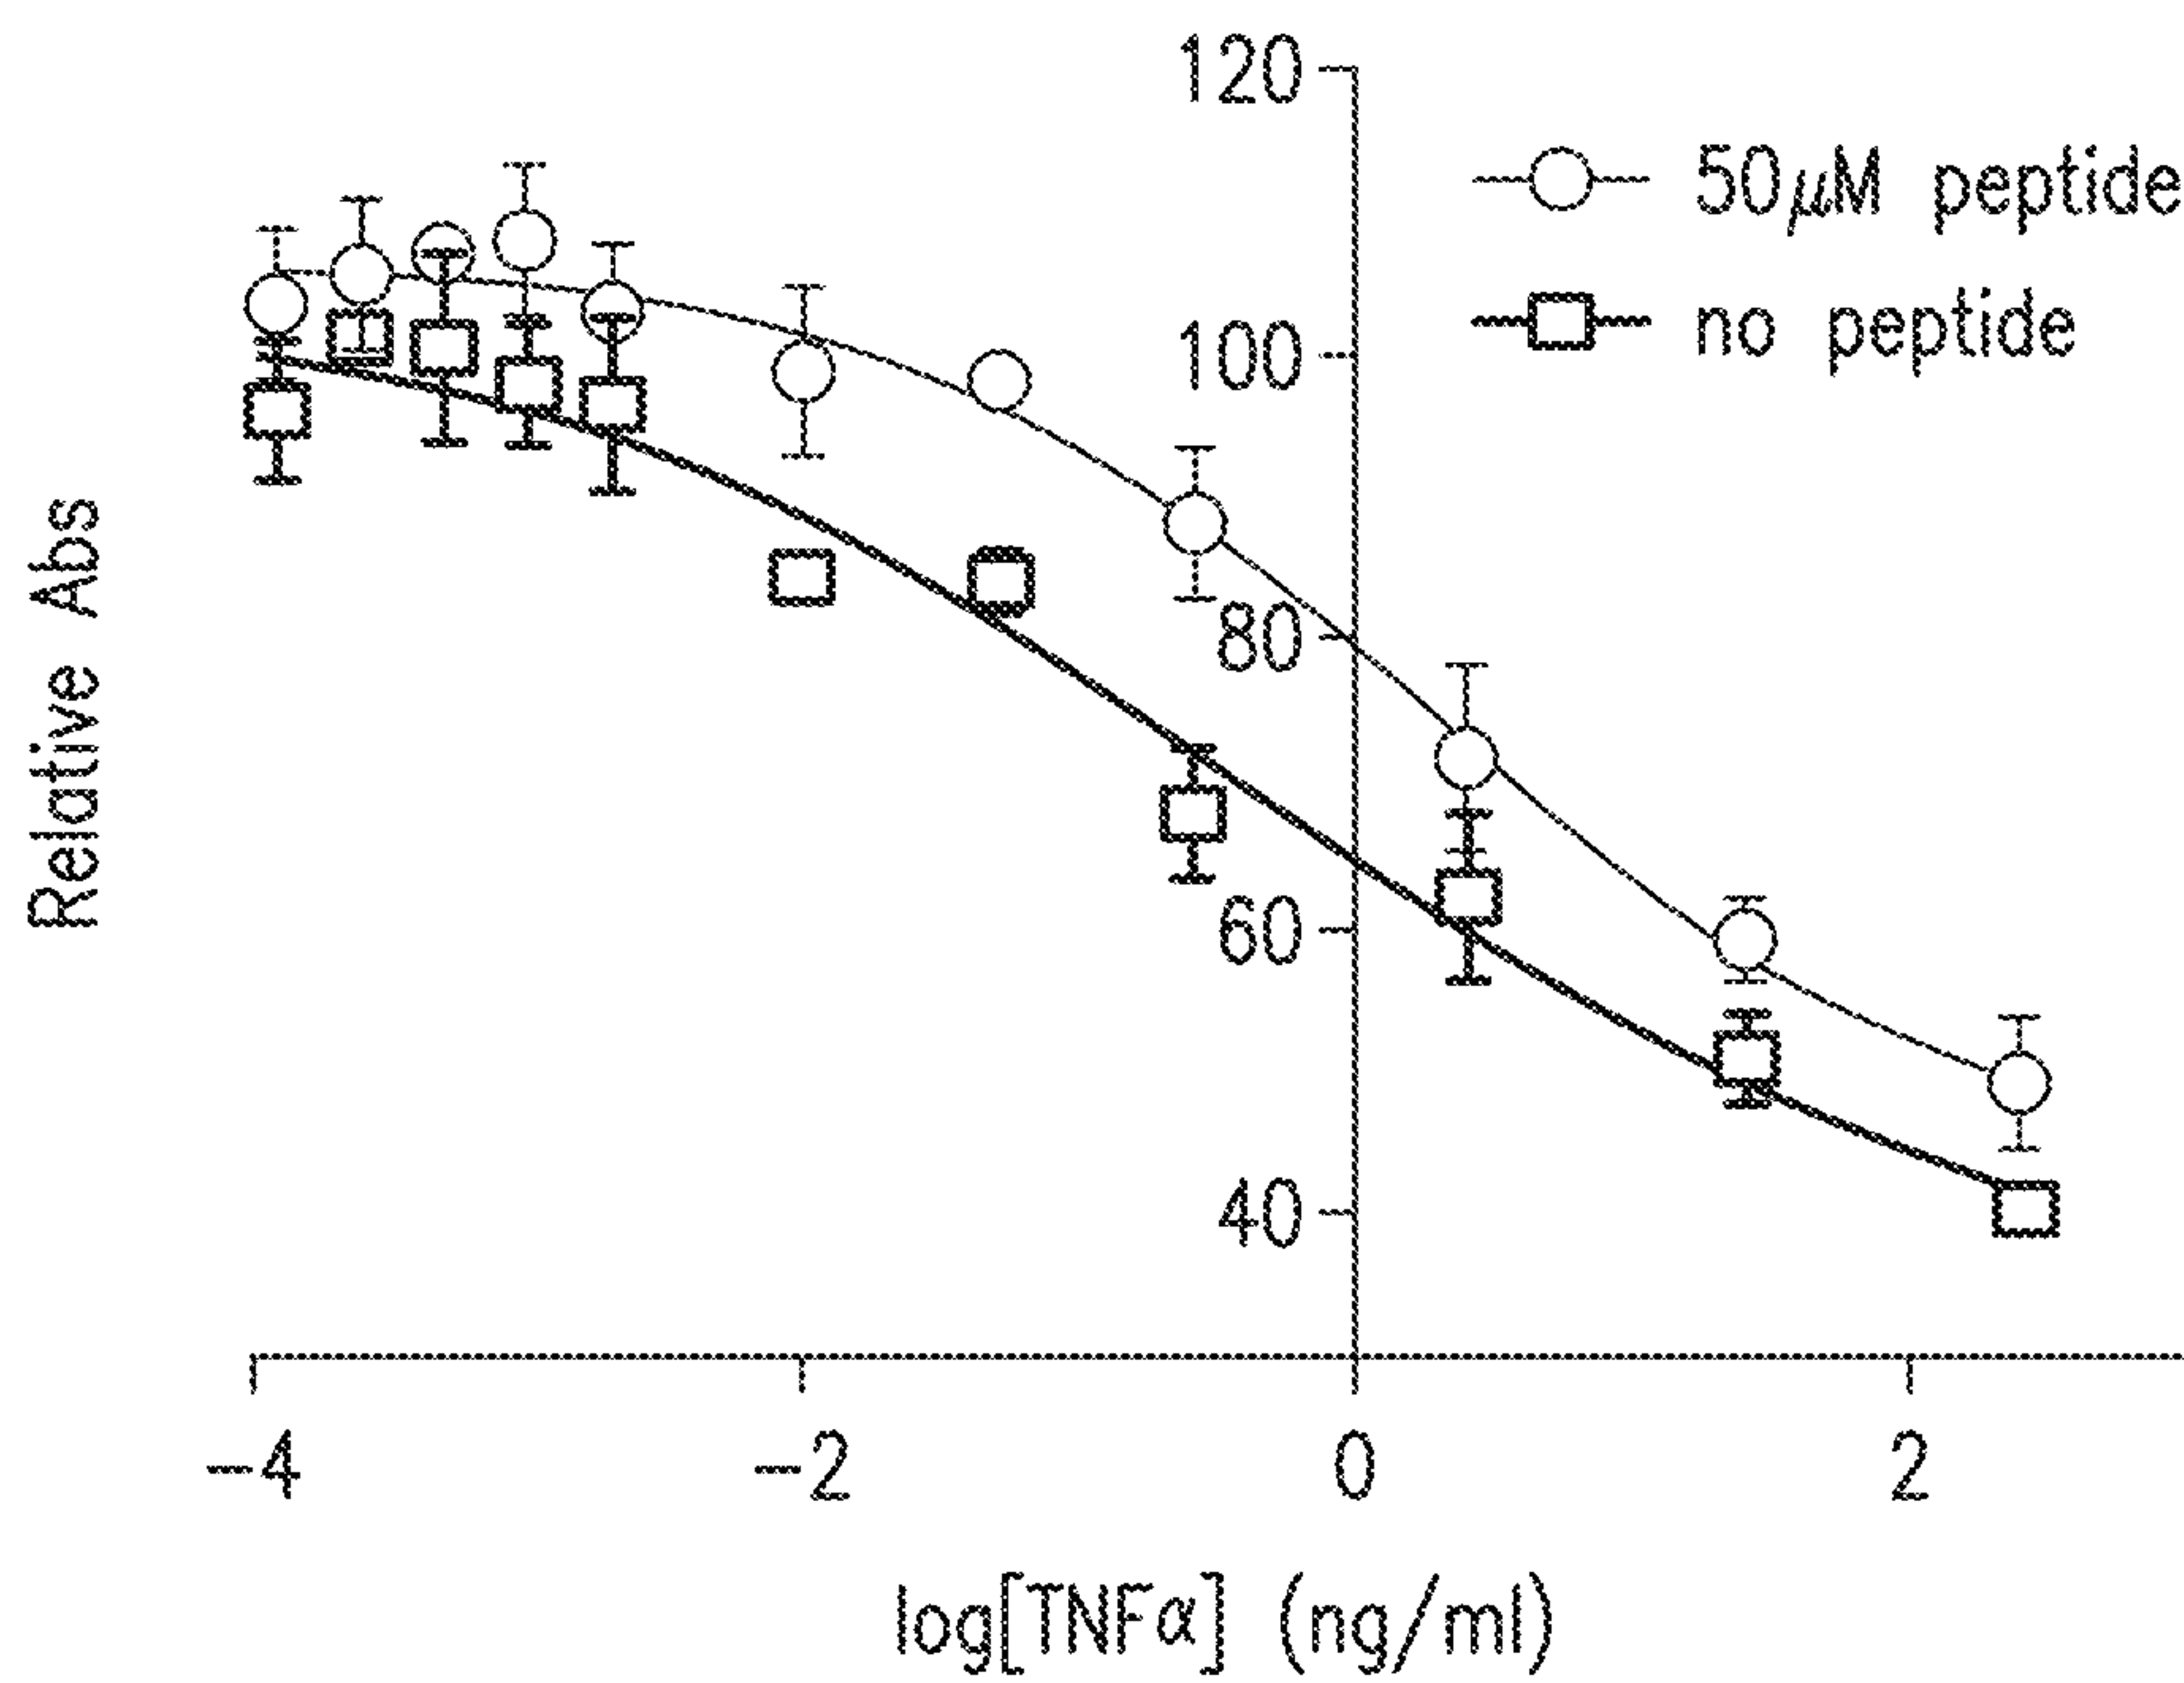 120
50μM peptide
no peptide
100
80
60
40
Relative Abs
-4 -2 0 2
log[TNFα] (ng/ml)